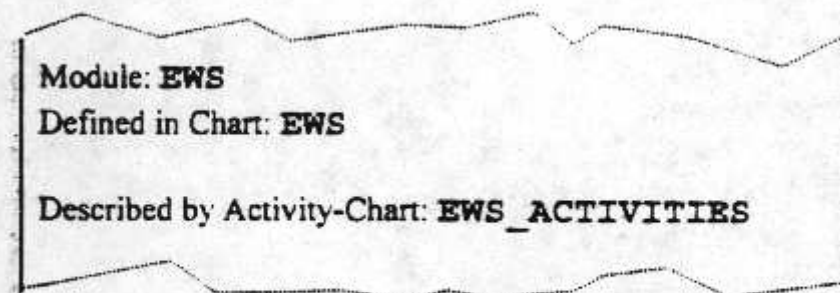 Module: EWS
Defined in Chart: EWS
Described by Activity-Chart: EWS_ACTIVITIES